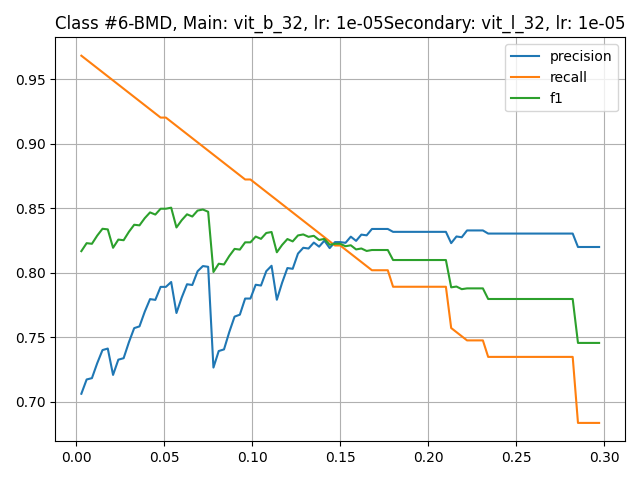 Class #6-BMD, Main: vit_b_32, lr: 1e-05Secondary: vit_l_32, lr: 1e-05
precision
recall
f1
0.95
0.90
0.85
0.80
0.75
0.70
0.00 0.05 0.10 0.15 0.20 0.25 0.30